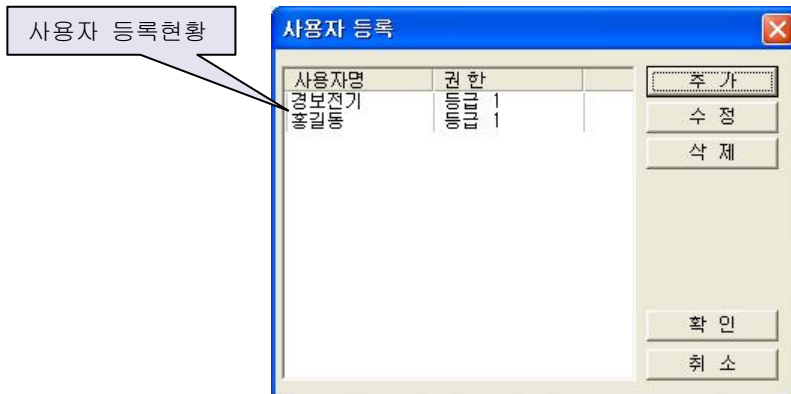 사용자 등록현황
사용자 등록
사용자명 권 한
경보전기 등급 1
홍길동 등급 1
추 가
수 정
삭 제
확 인
취 소